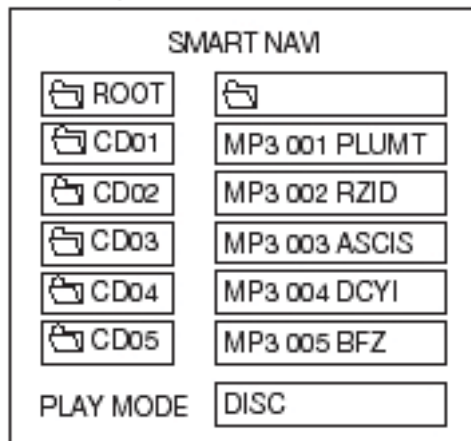 SMART NAVI
ROOT
CD01 MP3 001 PLUMT
CD02 MP3 002 RZID
CD03 MP3 003 ASCIS
CD04 MP3 004 DCYI
CD05 MP3 005 BFZ
PLAY MODE DISC